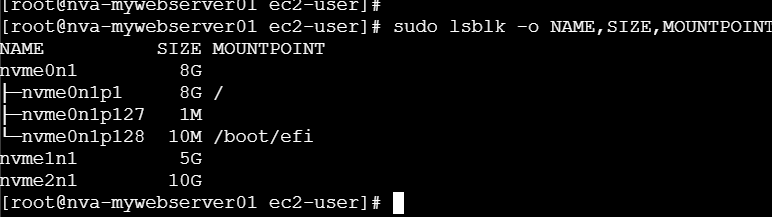 [root@nva-mywebserver01 ec2-user]#
[root@nva-mywebserver01 ec2-user]# sudo lsblk -o NAME,SIZE,MOUNTPOINT
NAME          SIZE MOUNTPOINT
nvme0n1         8G
├─nvme0n1p1     8G /
├─nvme0n1p127   1M
└─nvme0n1p128  10M /boot/efi
nvme1n1         5G
nvme2n1        10G
[root@nva-mywebserver01 ec2-user]#